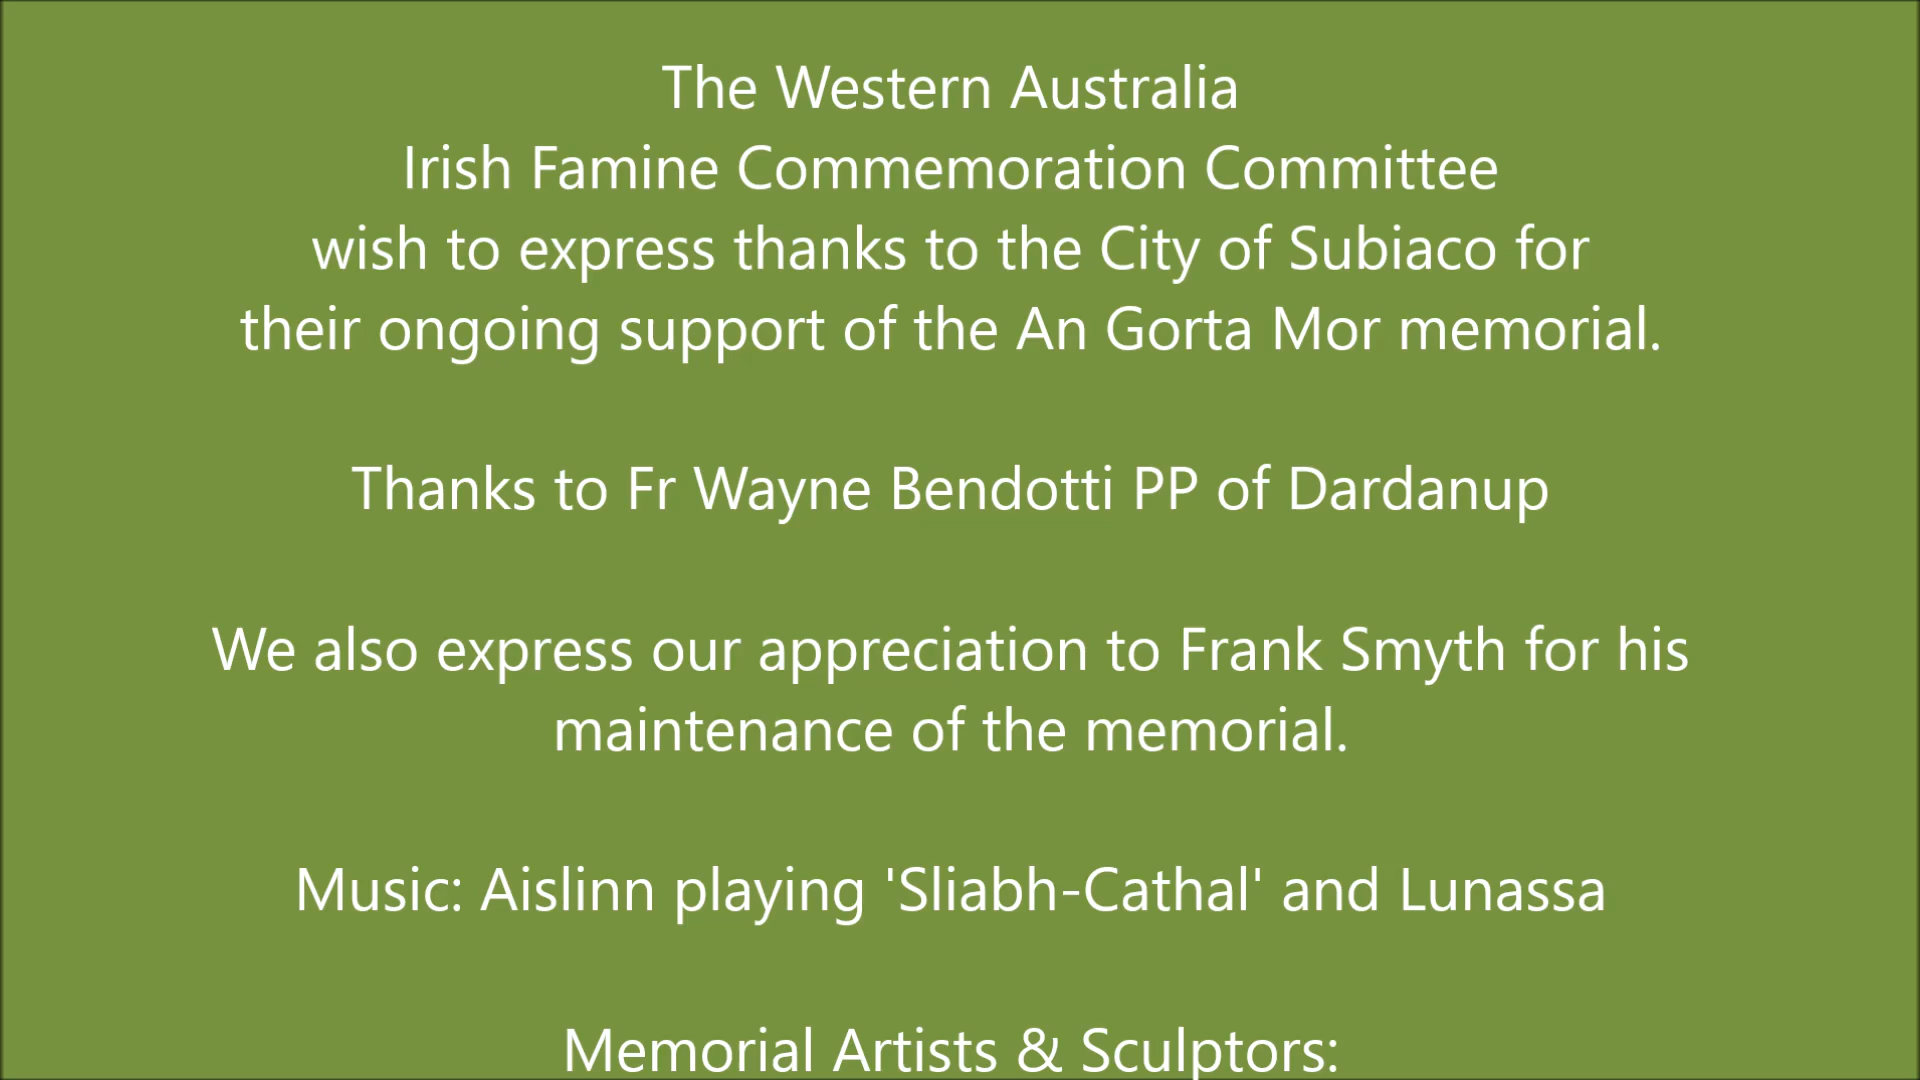 The Western Australia
Irish Famine Commemoration Committee
wish to express thanks to the City of Subiaco for
their ongoing support of the An Gorta Mor memorial.
Thanks to Fr Wayne Bendotti PP of Dardanup
We also express our appreciation to Frank Smyth for his
maintenance of the memorial.
Music: Aislinn playing 'Sliabh-Cathal' and Lunassa
Memorial Artists & Sculptors: